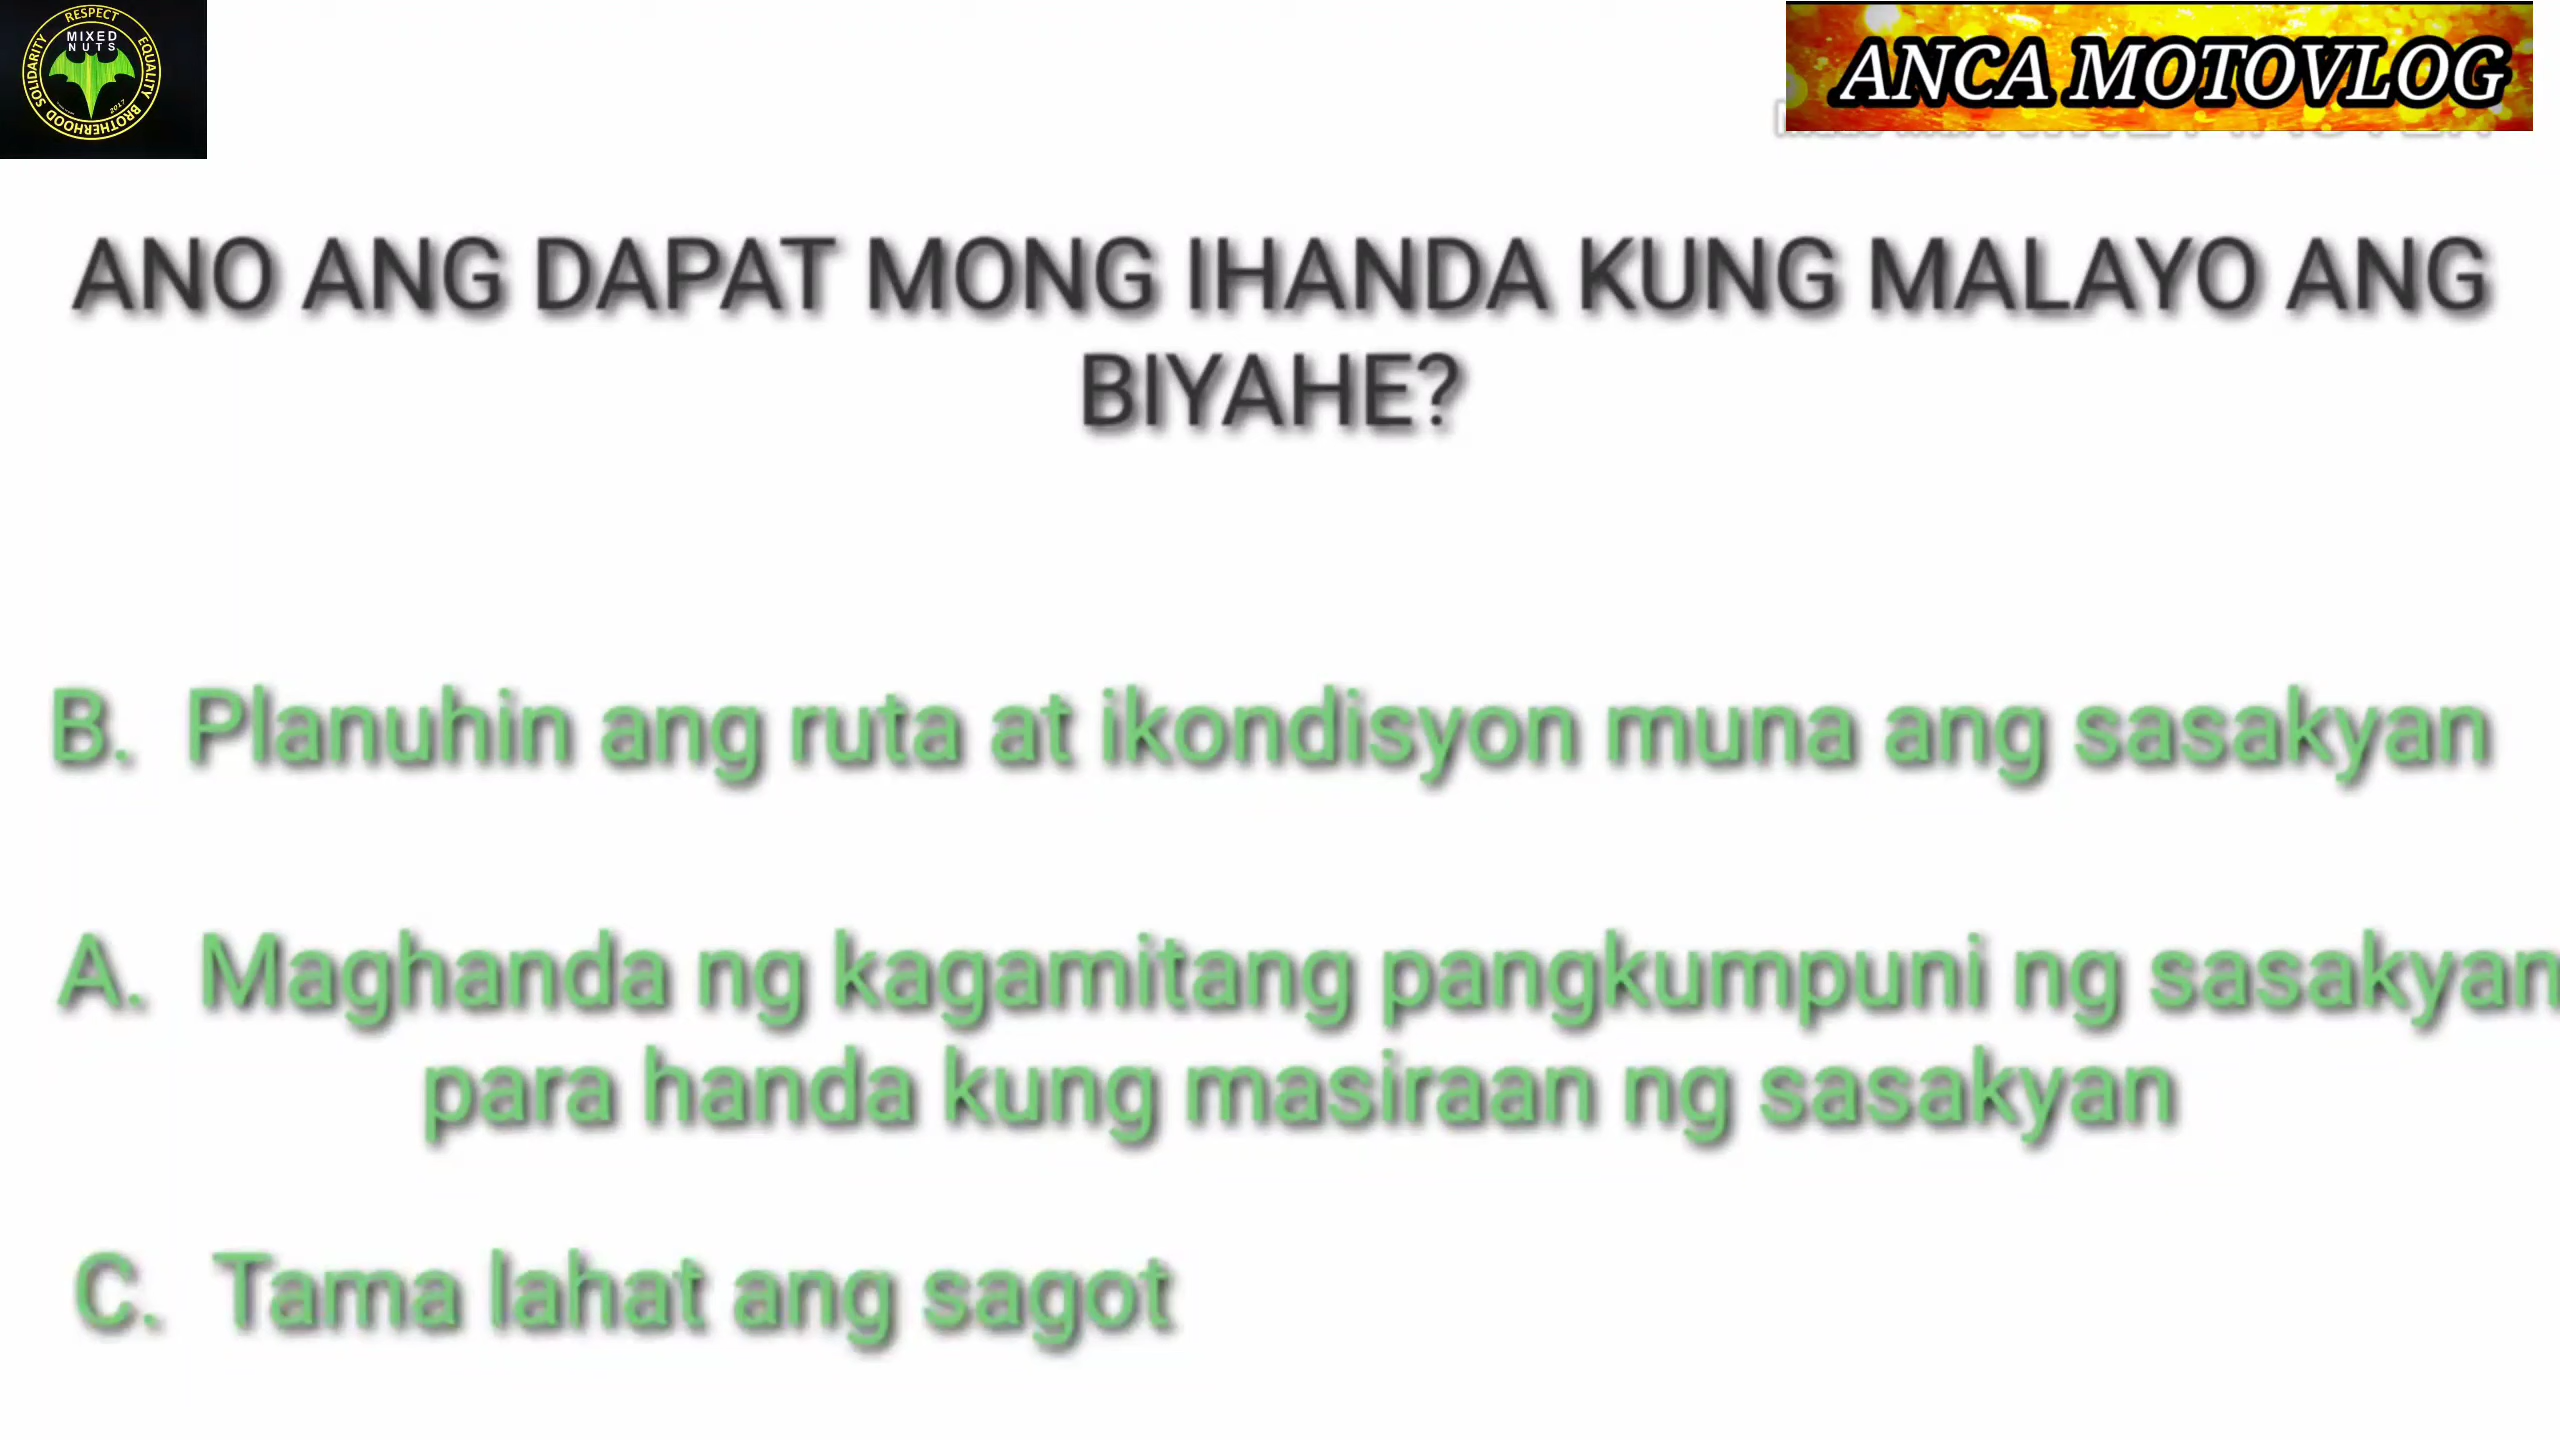 RESPECT
EQUALITY
BROTHERHOOD
SOLIDARITY
MIXED
NUTS
2017
ANCA MOTOVLOG
ANO ANG DAPAT MONG IHANDA KUNG MALAYO ANG
BIYAHE?
B. Planuhin ang ruta at ikondisyon muna ang sasakyan
A. Maghanda ng kagamitang pangkumpuni ng sasakyan
para handa kung masiraan ng sasakyan
C. Tama lahat ang sagot